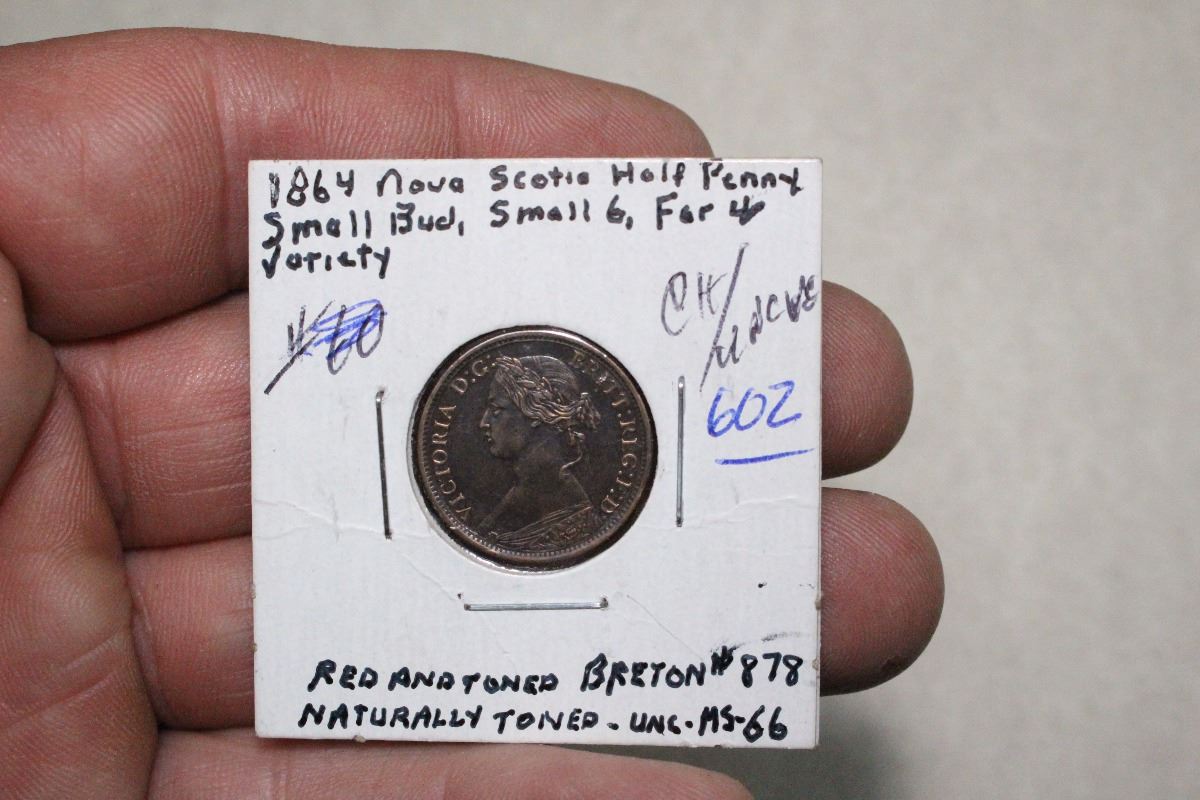 1864 Nova Scotia Half Penny
Small Bud, Small 6, Far 4
Variety
60
CH/
UNC
602
VICTORIA D.G. BRITT:REG:F:D
RED AND TONED BRETON # 878
NATURALLY TONED - UNC - MS-66